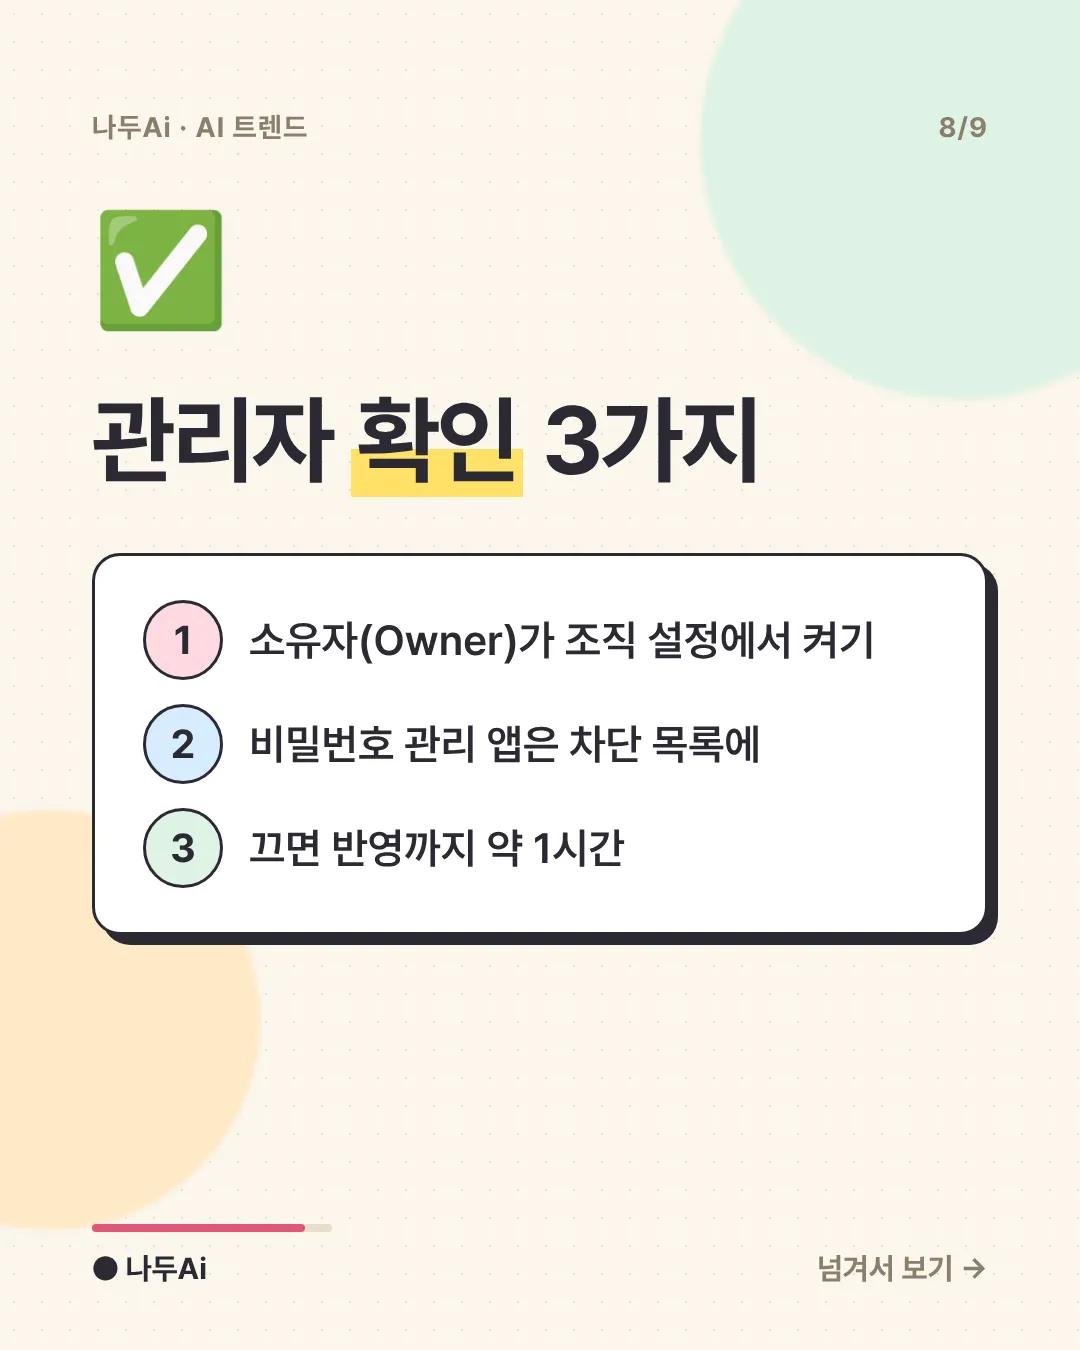 나두Ai · AI 트렌드
8/9
관리자 확인 3가지
1 소유자(Owner)가 조직 설정에서 켜기
2 비밀번호 관리 앱은 차단 목록에
3 끄면 반영까지 약 1시간
나두Ai
넘겨서 보기 →